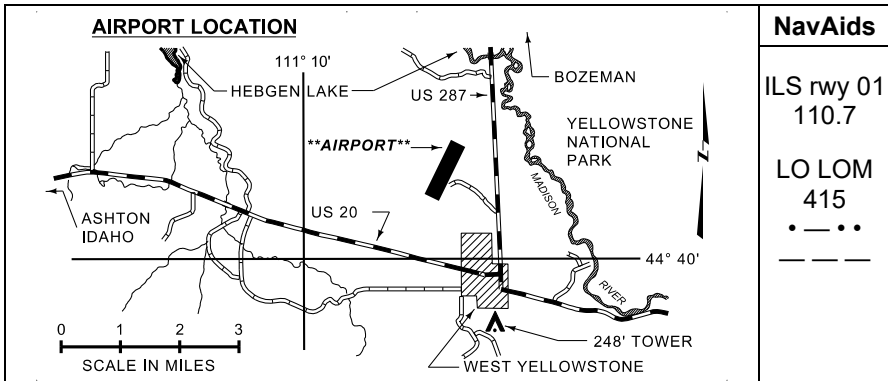 AIRPORT LOCATION
111° 10'
HEBGEN LAKE
BOZEMAN
US 287
**AIRPORT**
YELLOWSTONE
NATIONAL
PARK
N
MADISON
RIVER
ASHTON
IDAHO
US 20
44° 40'
0 1 2 3
SCALE IN MILES
248' TOWER
WEST YELLOWSTONE
NavAids
ILS rwy 01
110.7
LO LOM
415
• — • •
— — —